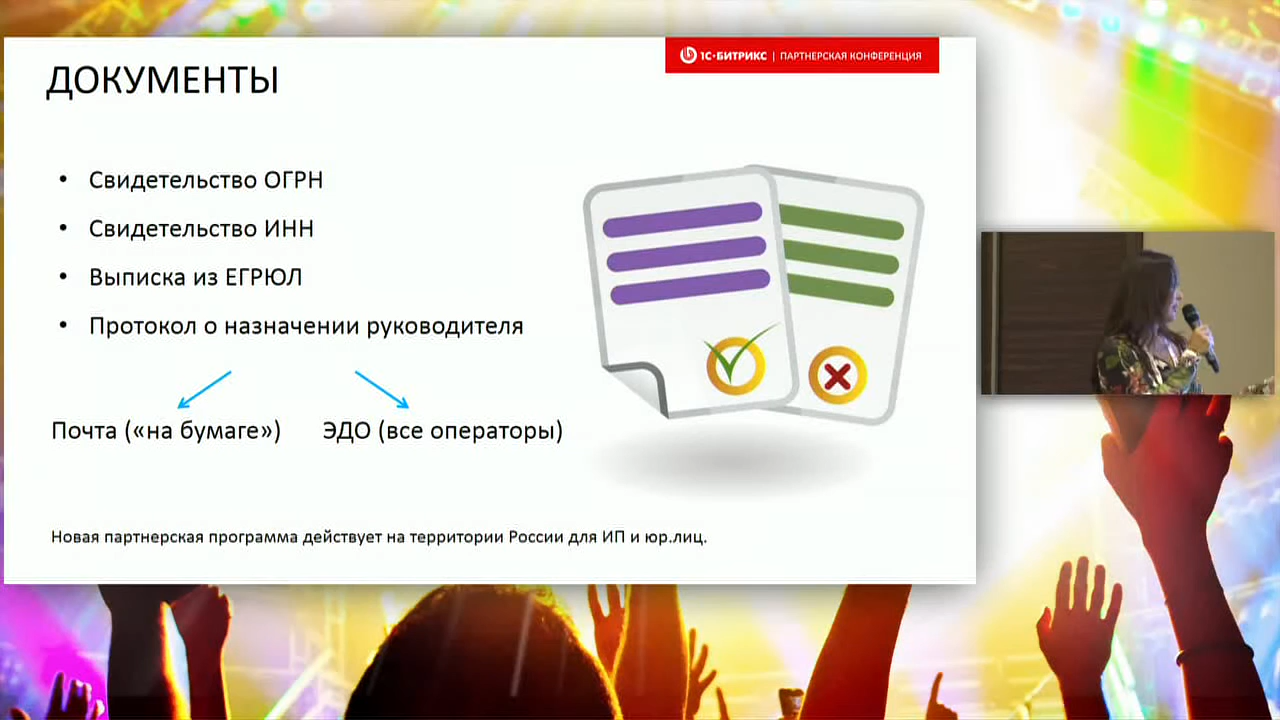 1С-БИТРИКС | ПАРТНЕРСКАЯ КОНФЕРЕНЦИЯ
ДОКУМЕНТЫ
• Свидетельство ОГРН
• Свидетельство ИНН
• Выписка из ЕГРЮЛ
• Протокол о назначении руководителя
Почта («на бумаге») ЭДО (все операторы)
Новая партнерская программа действует на территории России для ИП и юр.лиц.